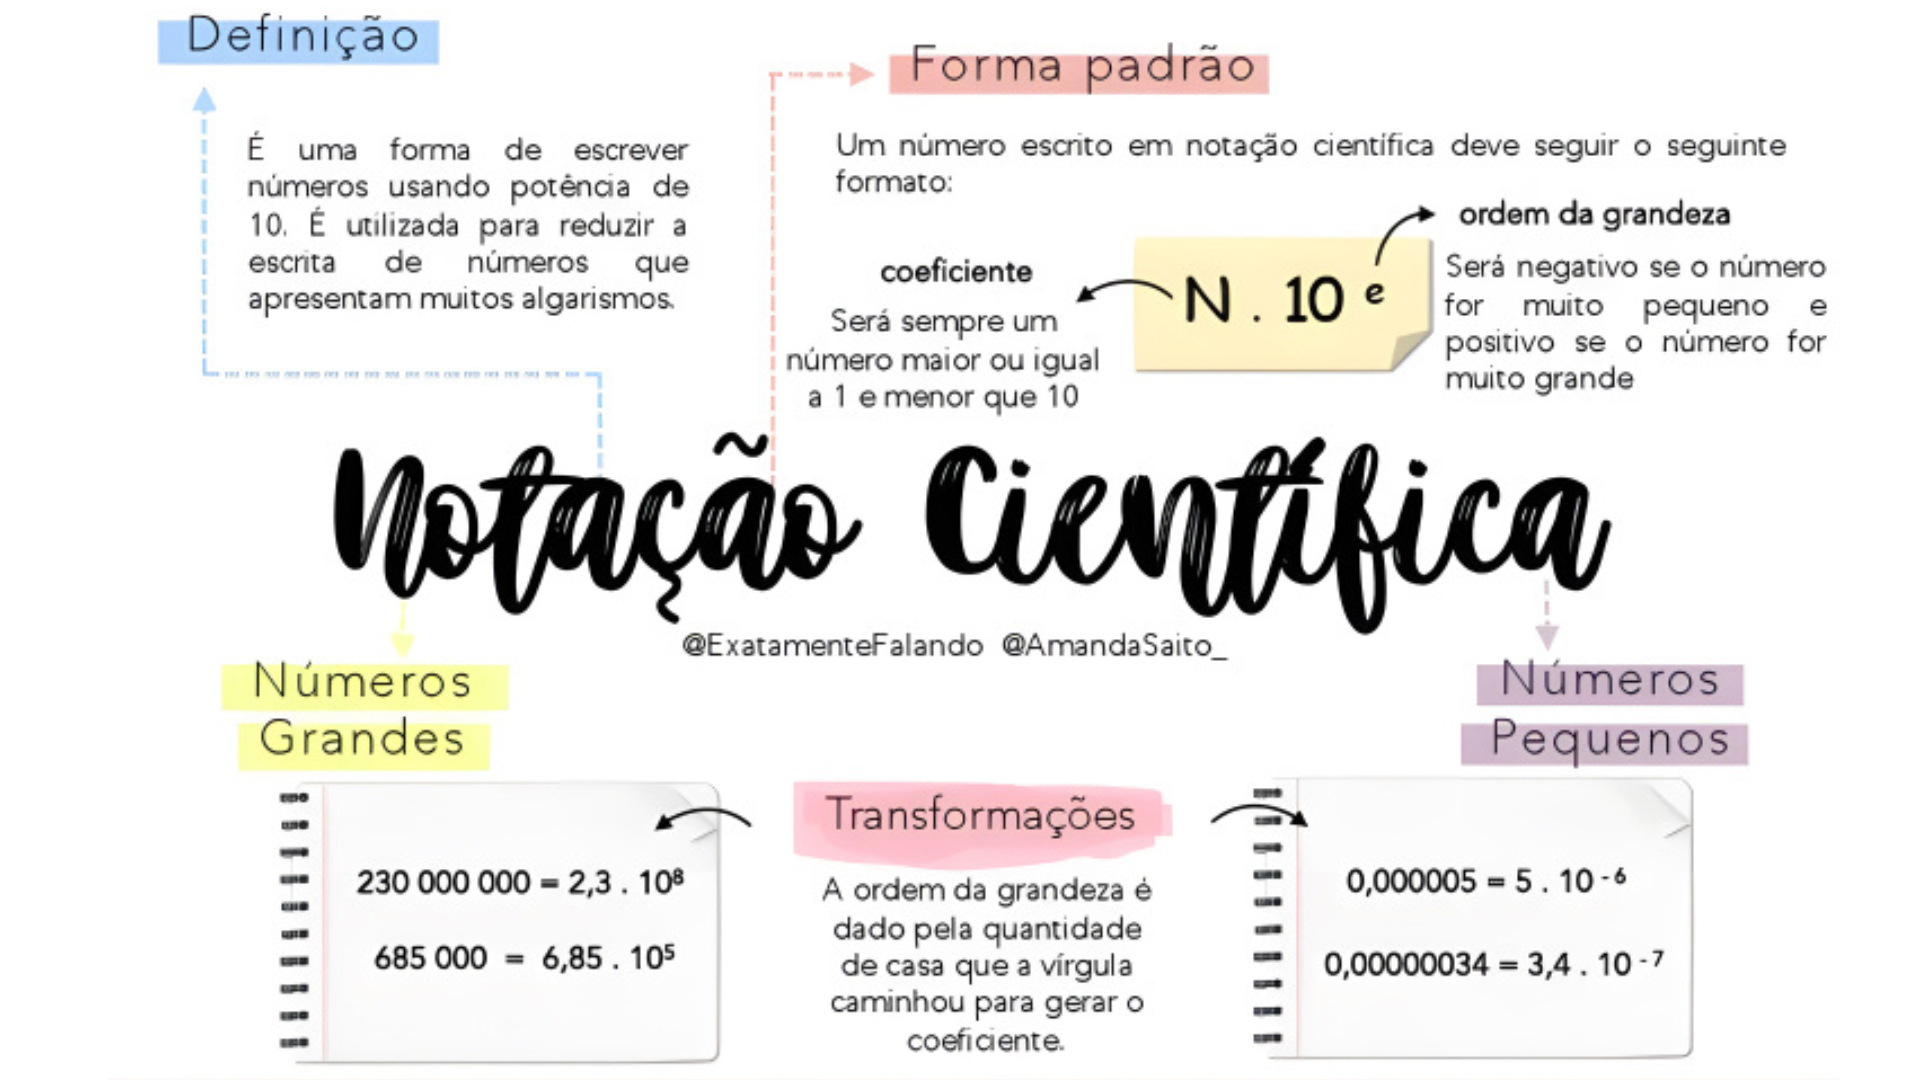 Definição
É uma forma de escrever
números usando potência de
10. É utilizada para reduzir a
escrita de números que
apresentam muitos algarismos.
Forma padrão
Um número escrito em notação científica deve seguir o seguinte
formato:
coeficiente
Será sempre um
número maior ou igual
a 1 e menor que 10
N . 10 ᵉ
ordem da grandeza
Será negativo se o número
for muito pequeno e
positivo se o número for
muito grande
Notação Científica
@ExatamenteFalando @AmandaSaito_
Números
Grandes
230 000 000 = 2,3 . 10⁸
685 000 = 6,85 . 10⁵
Transformações
A ordem da grandeza é
dado pela quantidade
de casa que a vírgula
caminhou para gerar o
coeficiente.
Números
Pequenos
0,000005 = 5 . 10 ⁻⁶
0,00000034 = 3,4 . 10 ⁻⁷